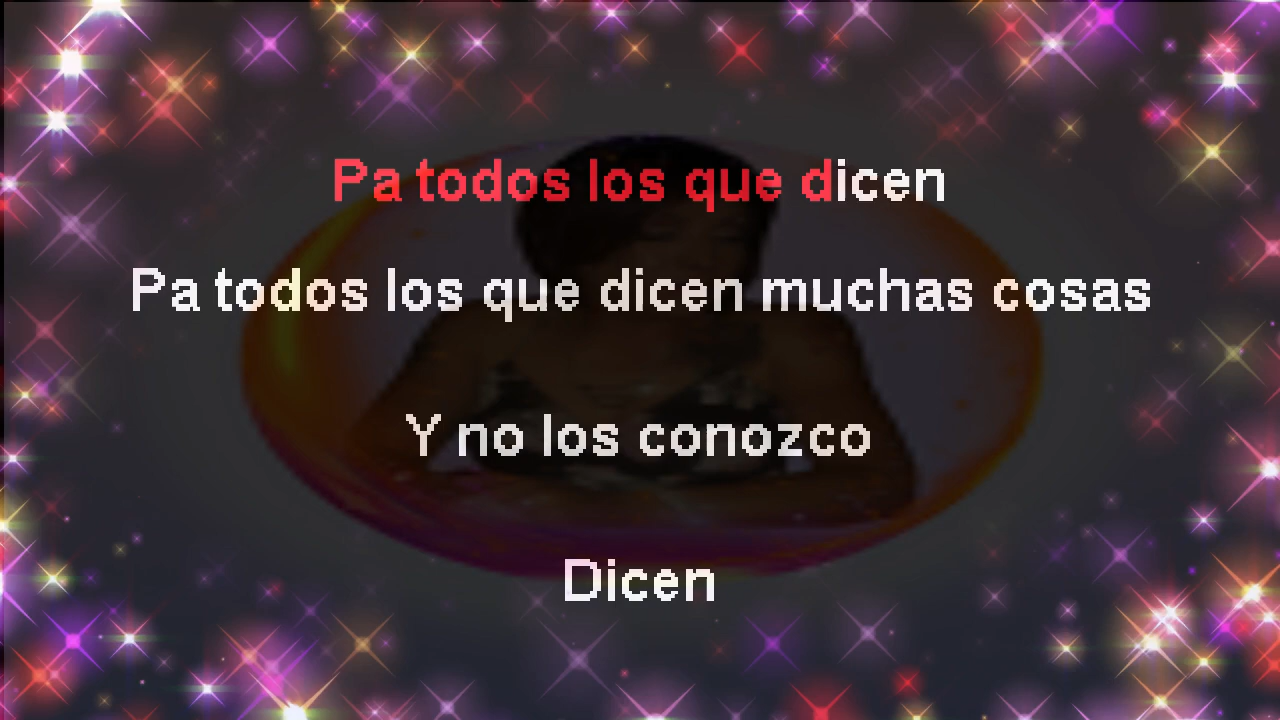 Pa todos los que dicen
Pa todos los que dicen muchas cosas
Y no los conozco
Dicen